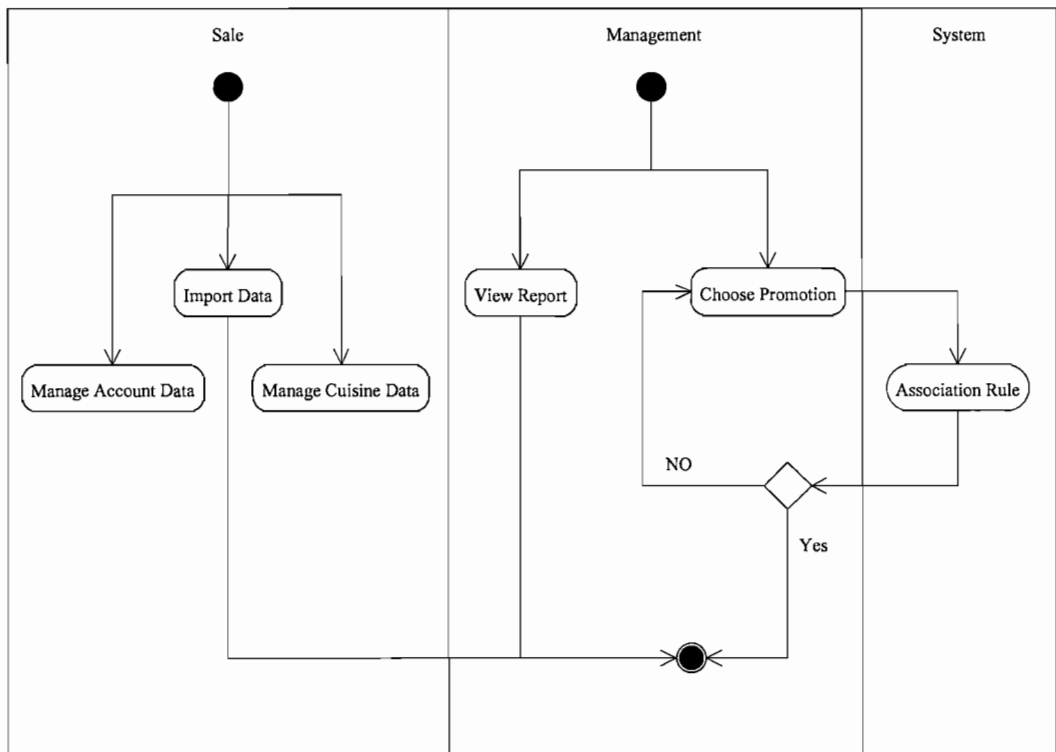 Sale
Management
System
Import Data
View Report
Choose Promotion
Manage Account Data
Manage Cuisine Data
Association Rule
NO
Yes